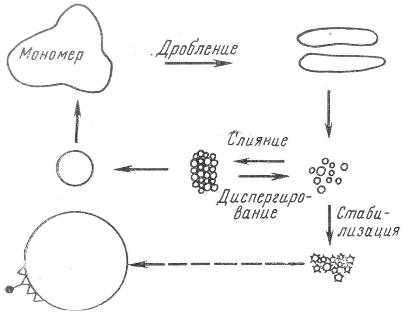 Мономер
Дробление
Слияние
Диспергиро-
вание
Стаби-
лизация